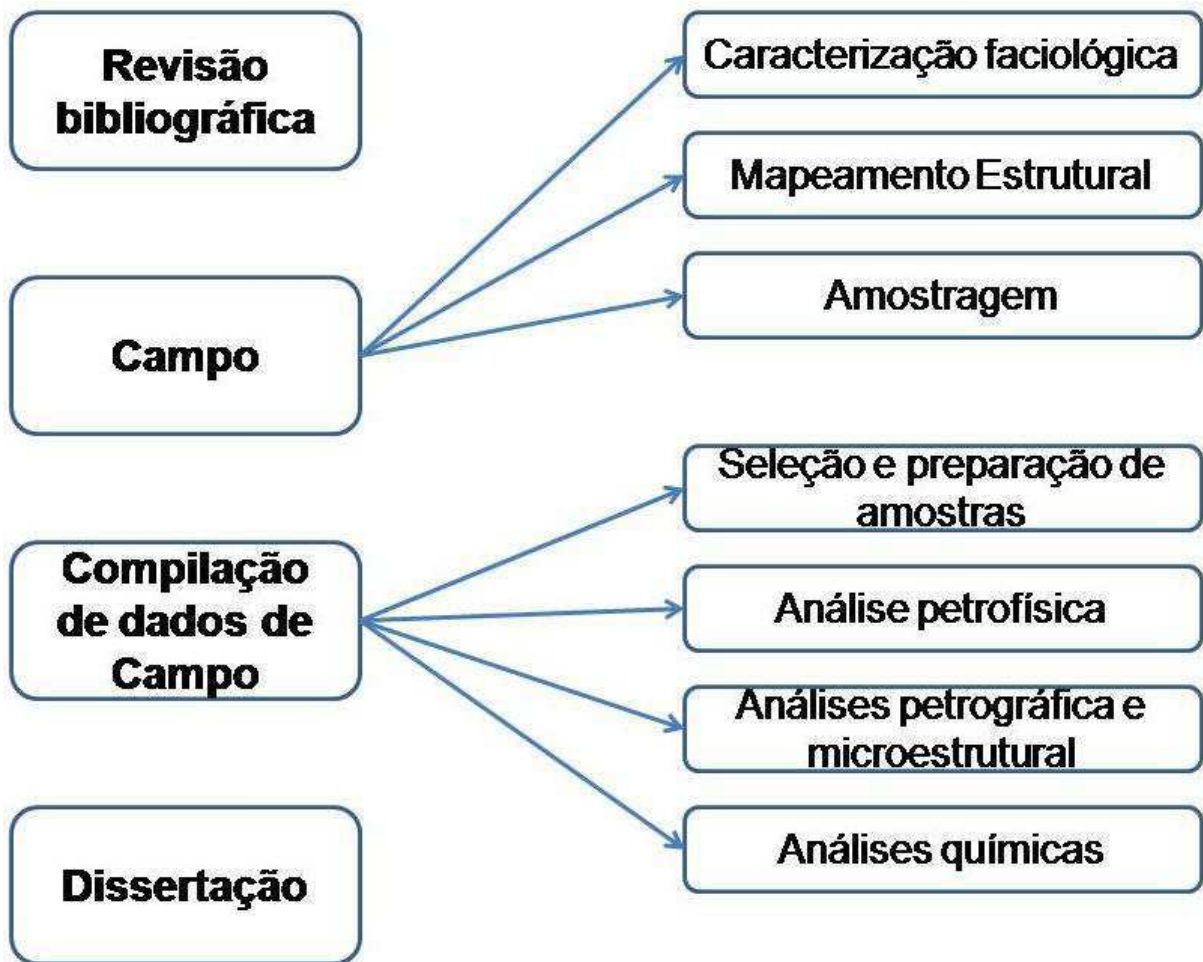 Revisão
bibliográfica
Caracterização faciológica
Mapeamento Estrutural
Campo
Amostragem
Compilação
de dados de
Campo
Seleção e preparação de
amostras
Análise petrofísica
Análises petrográfica e
microestrutural
Análises químicas
Dissertação